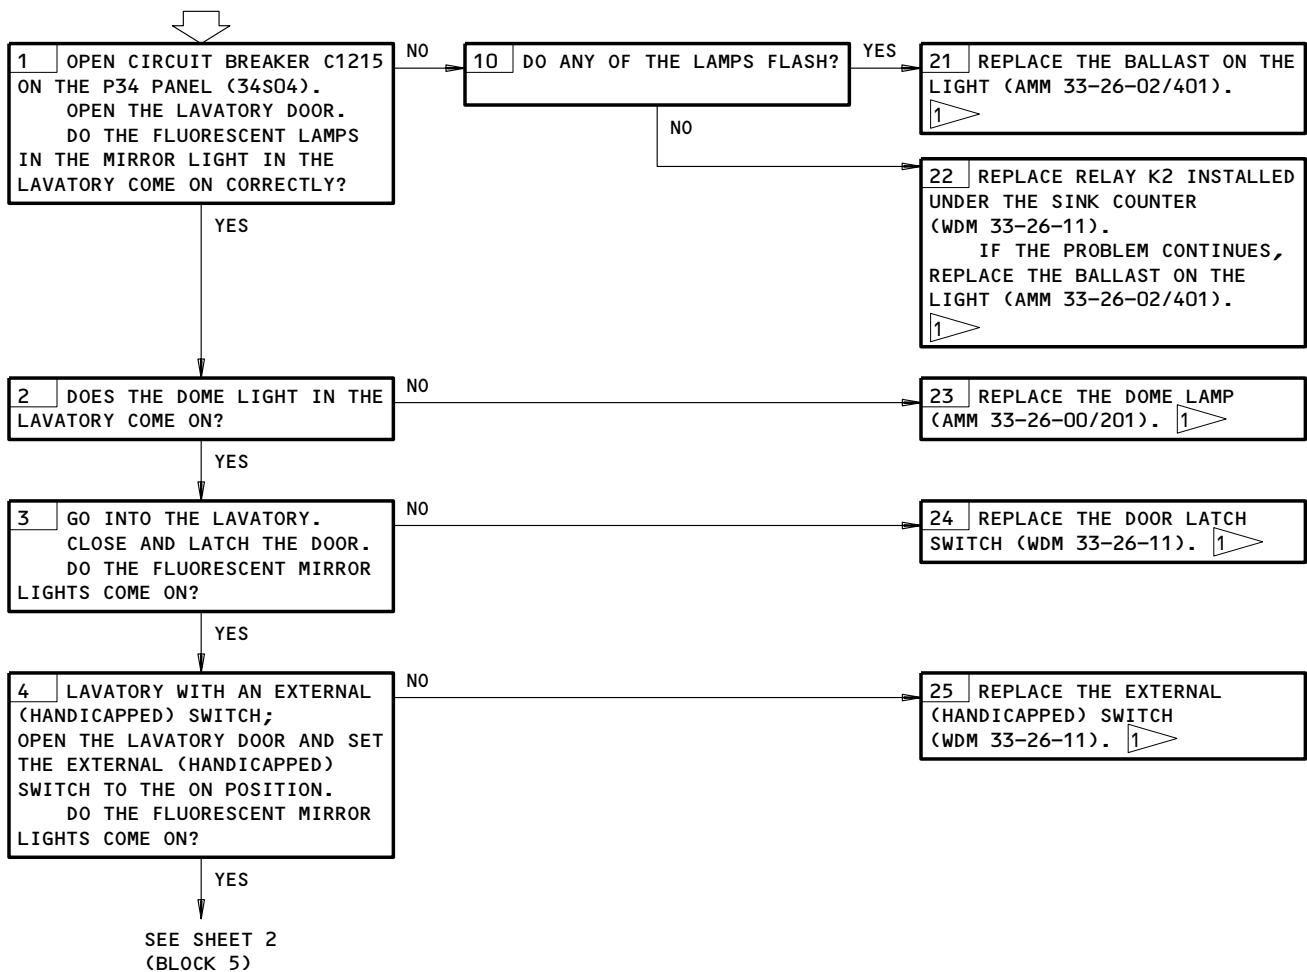 1 OPEN CIRCUIT BREAKER C1215
ON THE P34 PANEL (34S04).
OPEN THE LAVATORY DOOR.
DO THE FLUORESCENT LAMPS
IN THE MIRROR LIGHT IN THE
LAVATORY COME ON CORRECTLY?
NO
10 DO ANY OF THE LAMPS FLASH?
YES
21 REPLACE THE BALLAST ON THE
LIGHT (AMM 33-26-02/401).
1
NO
22 REPLACE RELAY K2 INSTALLED
UNDER THE SINK COUNTER
(WDM 33-26-11).
IF THE PROBLEM CONTINUES,
REPLACE THE BALLAST ON THE
LIGHT (AMM 33-26-02/401).
1
YES
2 DOES THE DOME LIGHT IN THE
LAVATORY COME ON?
NO
23 REPLACE THE DOME LAMP
(AMM 33-26-00/201). 1
YES
3 GO INTO THE LAVATORY.
CLOSE AND LATCH THE DOOR.
DO THE FLUORESCENT MIRROR
LIGHTS COME ON?
NO
24 REPLACE THE DOOR LATCH
SWITCH (WDM 33-26-11). 1
YES
4 LAVATORY WITH AN EXTERNAL
(HANDICAPPED) SWITCH;
OPEN THE LAVATORY DOOR AND SET
THE EXTERNAL (HANDICAPPED)
SWITCH TO THE ON POSITION.
DO THE FLUORESCENT MIRROR
LIGHTS COME ON?
NO
25 REPLACE THE EXTERNAL
(HANDICAPPED) SWITCH
(WDM 33-26-11). 1
YES
SEE SHEET 2
(BLOCK 5)